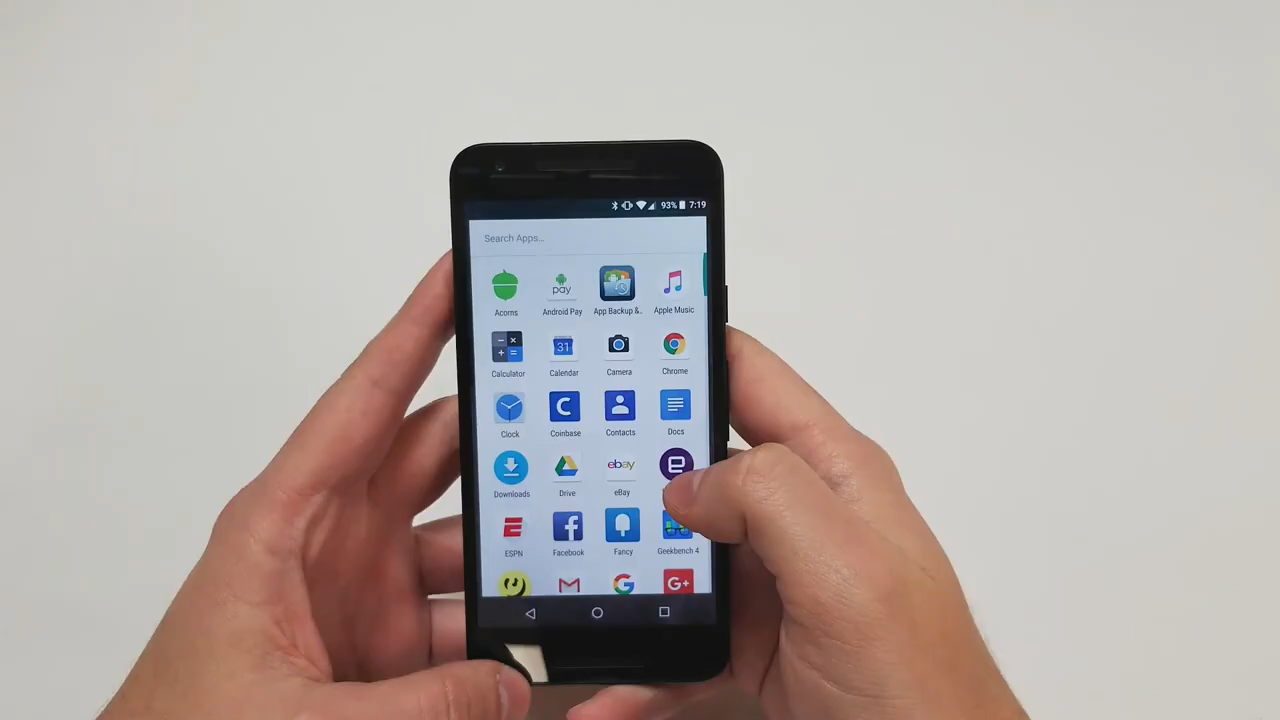 93% 7:19
Search Apps...
pay
Acorns Android Pay App Backup &.. Apple Music
31
Calculator Calendar Camera Chrome
C
Clock Coinbase Contacts Docs
ebay e
Downloads Drive eBay
ESPN Facebook Fancy Geekbench 4
G G+